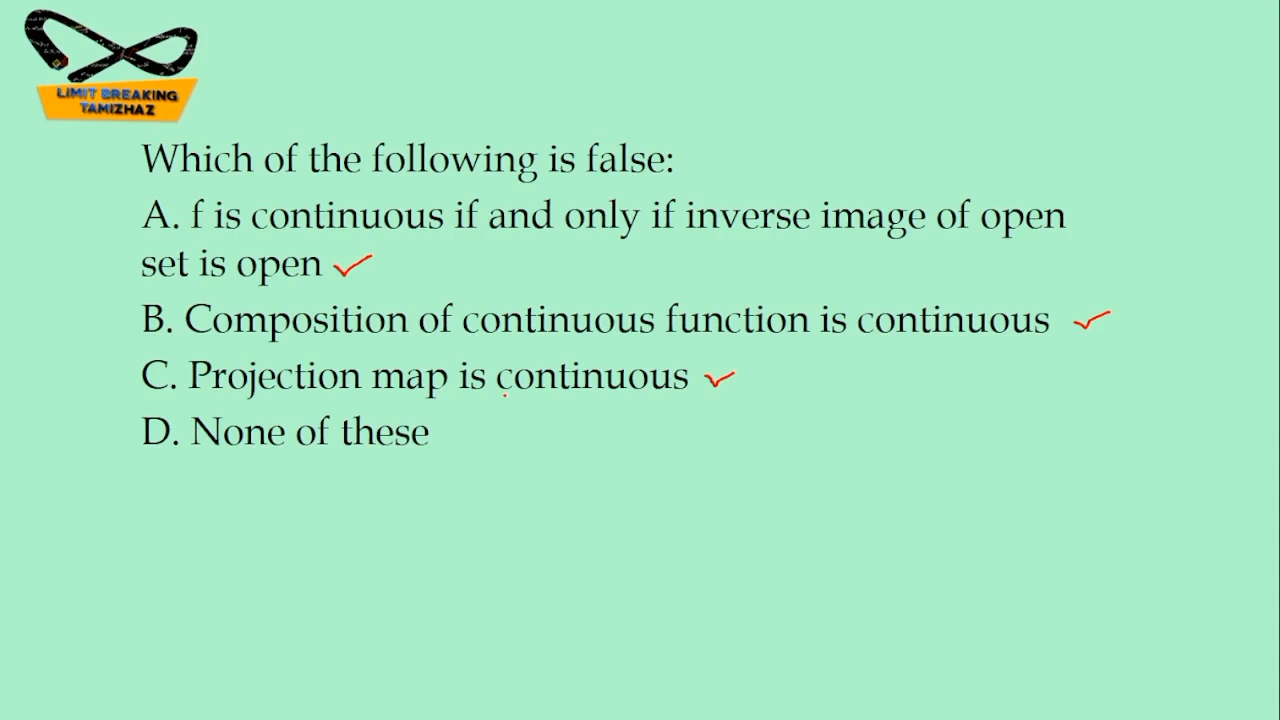 LIMIT BREAKING
TAMIZHAZ
Which of the following is false:
A. f is continuous if and only if inverse image of open
set is open
B. Composition of continuous function is continuous
C. Projection map is continuous
D. None of these